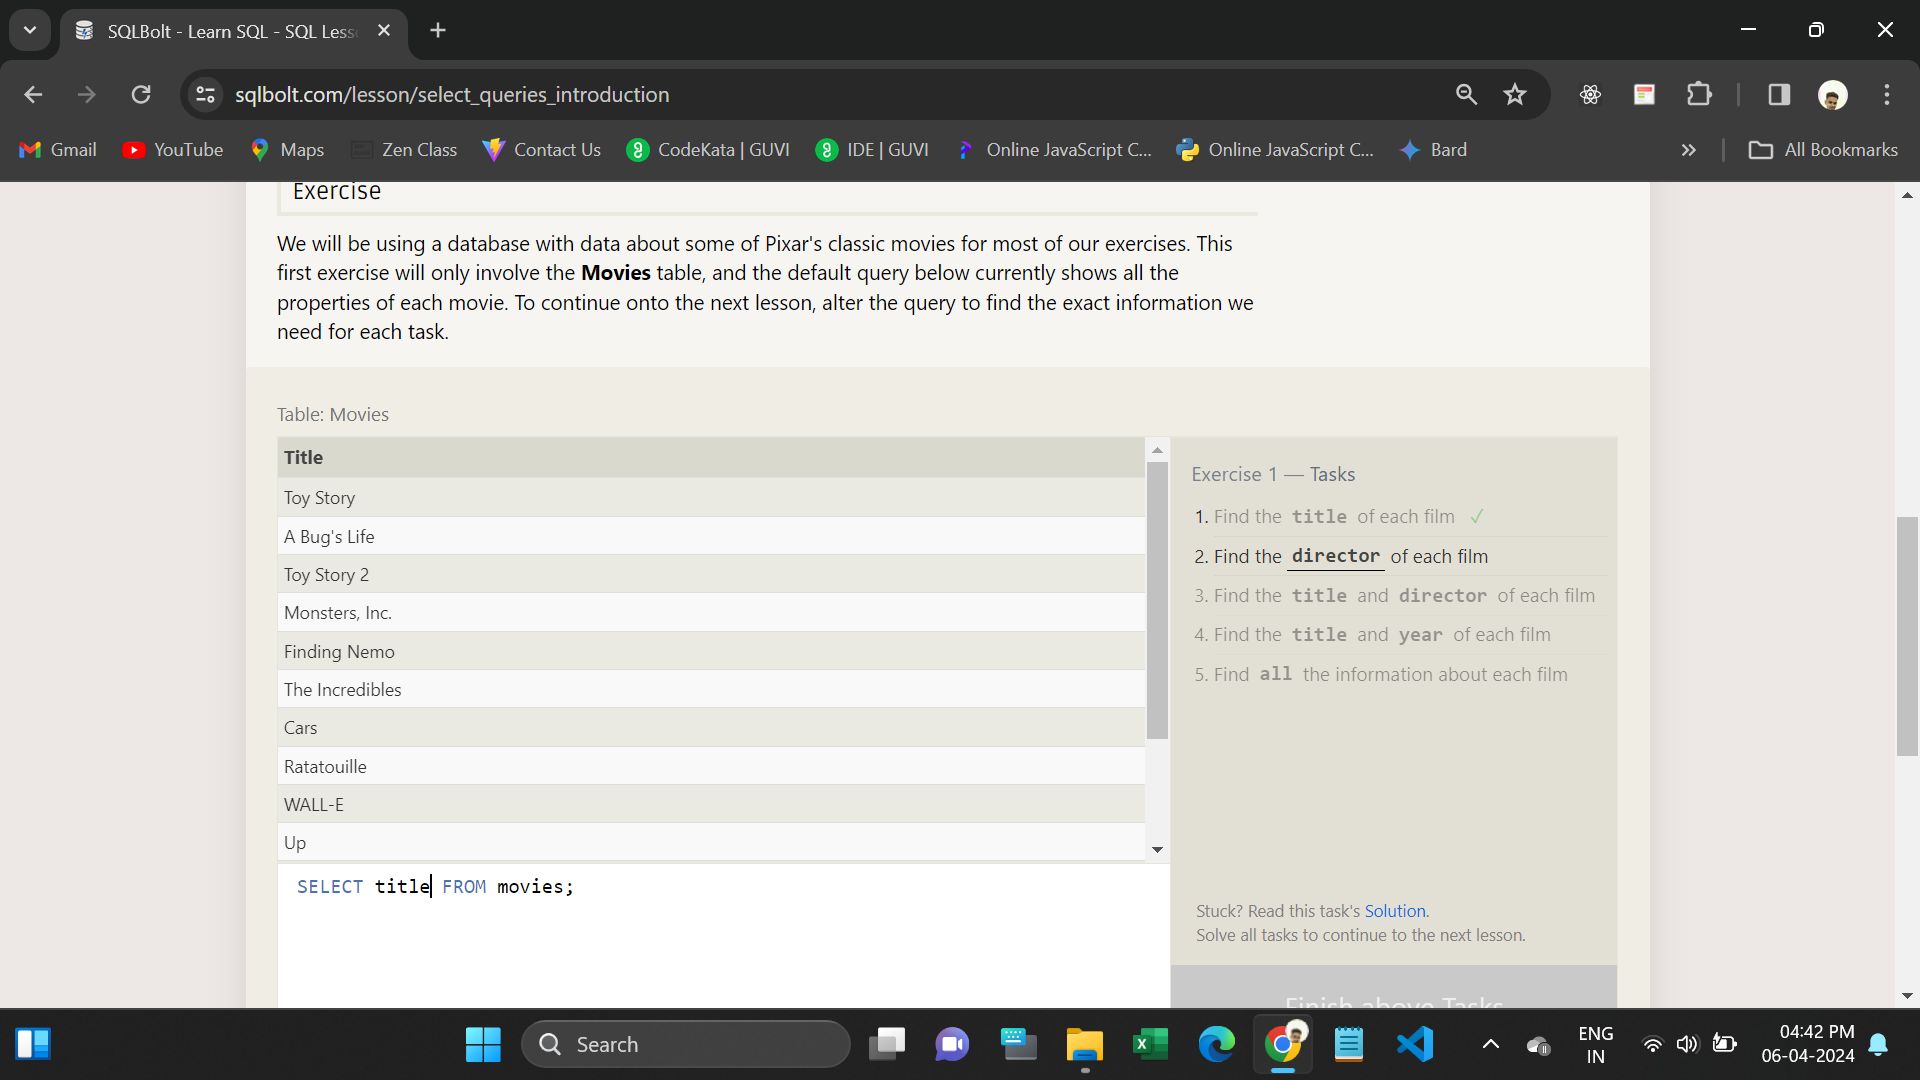 SQLBolt - Learn SQL - SQL Less
sqlbolt.com/lesson/select_queries_introduction
Gmail YouTube Maps Zen Class Contact Us CodeKata | GUVI IDE | GUVI Online JavaScript C... Online JavaScript C... Bard All Bookmarks
Exercise
We will be using a database with data about some of Pixar's classic movies for most of our exercises. This
first exercise will only involve the Movies table, and the default query below currently shows all the
properties of each movie. To continue onto the next lesson, alter the query to find the exact information we
need for each task.
Table: Movies
Title
Toy Story
A Bug's Life
Toy Story 2
Monsters, Inc.
Finding Nemo
The Incredibles
Cars
Ratatouille
WALL-E
Up
SELECT title FROM movies;
Exercise 1 — Tasks
1. Find the title of each film ✓
2. Find the director of each film
3. Find the title and director of each film
4. Find the title and year of each film
5. Find all the information about each film
Stuck? Read this task's Solution.
Solve all tasks to continue to the next lesson.
Finish above Tasks
Search
ENG
IN
04:42 PM
06-04-2024